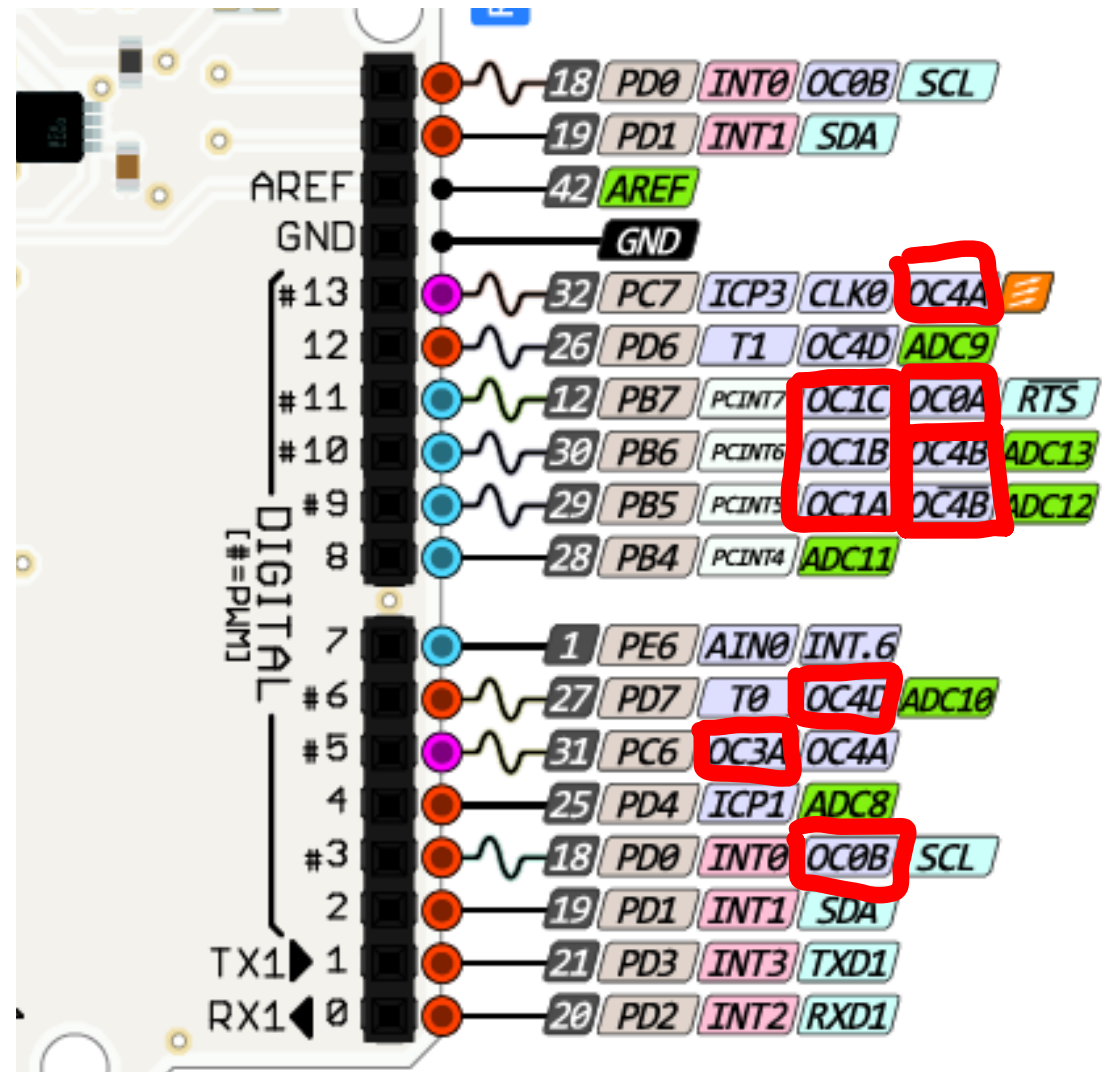 18 PD0 INT0 OC0B SCL
19 PD1 INT1 SDA
AREF 42 AREF
GND GND
#13 32 PC7 ICP3 CLK0 OC4A
12 26 PD6 T1 OC4D ADC9
#11 12 PB7 PCINT7 OC1C OC0A RTS
#10 30 PB6 PCINT6 OC1B OC4B ADC13
#9 29 PB5 PCINT5 OC1A OC4B ADC12
8 28 PB4 PCINT4 ADC11
DIGITAL
[#=PWM]
7 1 PE6 AIN0 INT.6
#6 27 PD7 T0 OC4D ADC10
#5 31 PC6 OC3A OC4A
4 25 PD4 ICP1 ADC8
#3 18 PD0 INT0 OC0B SCL
2 19 PD1 INT1 SDA
TX1 1 21 PD3 INT3 TXD1
RX1 0 20 PD2 INT2 RXD1